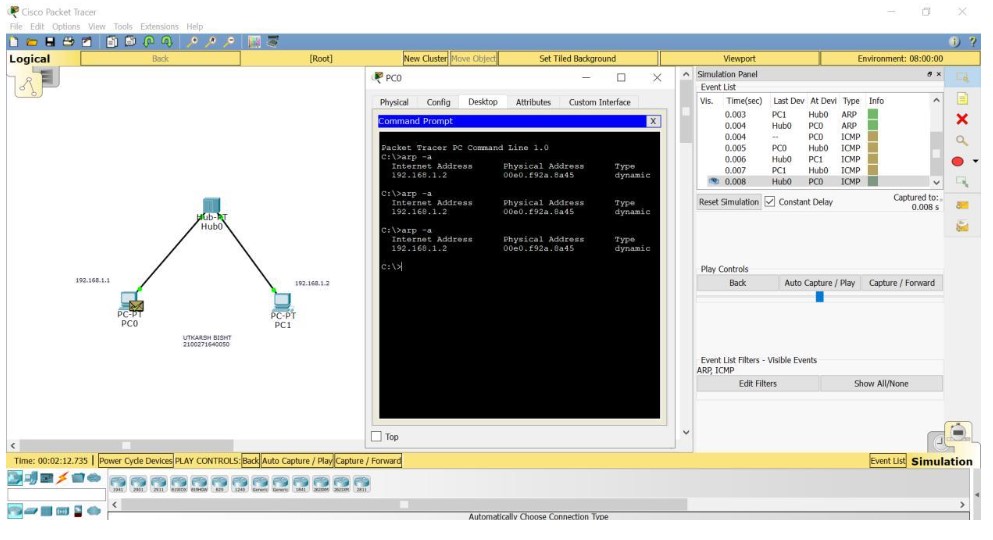 Cisco Packet Tracer
File Edit Options View Tools Extensions Help
Logical Back [Root] New Cluster Move Object Set Tiled Background Viewport Environment: 08:00:00
PC0
Physical Config Desktop Attributes Custom Interface
Command Prompt X
Packet Tracer PC Command Line 1.0
C:\>arp -a
Internet Address Physical Address Type
192.168.1.2 00e0.f92a.8a45 dynamic
C:\>arp -a
Internet Address Physical Address Type
192.168.1.2 00e0.f92a.8a45 dynamic
C:\>arp -a
Internet Address Physical Address Type
192.168.1.2 00e0.f92a.8a45 dynamic
C:\>
Top
Hub-PT
Hub0
192.168.1.1
192.168.1.2
PC-PT
PC0
PC-PT
PC1
UTKARSH BISHT
2100271640050
Simulation Panel
Event List
Vis. Time(sec) Last Dev At Devi Type Info
0.003 PC1 Hub0 ARP
0.004 Hub0 PC0 ARP
0.004 -- PC0 ICMP
0.005 PC0 Hub0 ICMP
0.006 Hub0 PC1 ICMP
0.007 PC1 Hub0 ICMP
0.008 Hub0 PC0 ICMP
Reset Simulation Constant Delay Captured to:
0.008 s
Play Controls
Back Auto Capture / Play Capture / Forward
Event List Filters - Visible Events
ARP, ICMP
Edit Filters Show All/None
Time: 00:02:12.735 Power Cycle Devices PLAY CONTROLS: Back Auto Capture / Play Capture / Forward Event List Simulation
1941 2901 2911 829 1240 Generic Generic 1841 2811
Automatically Choose Connection Type